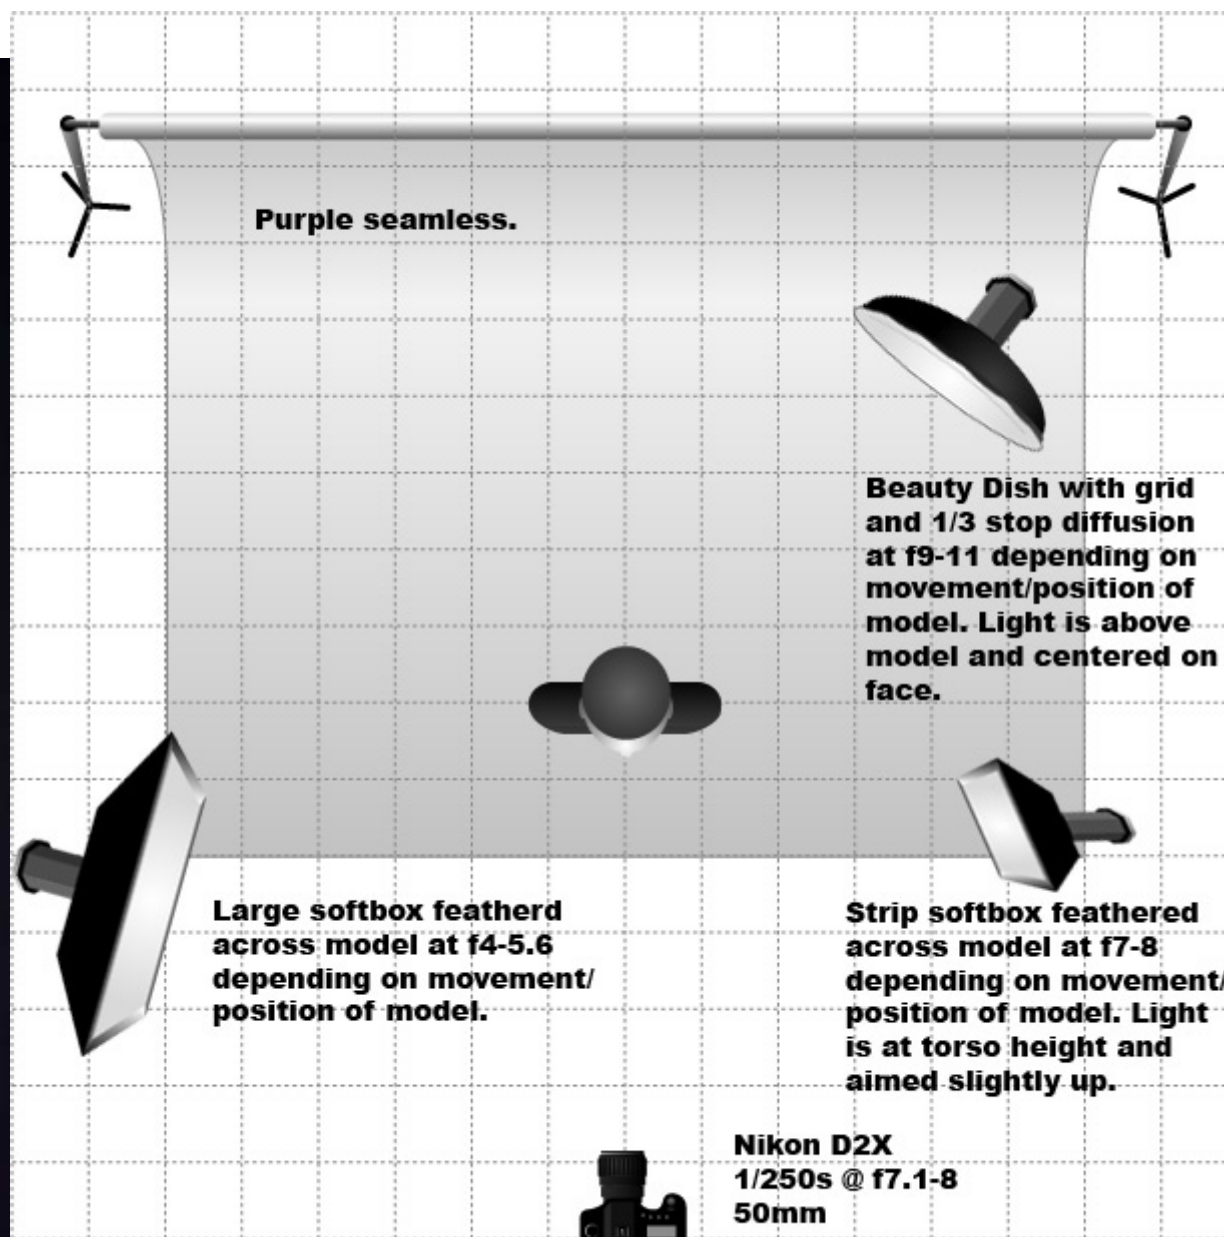 Purple seamless.
Beauty Dish with grid
and 1/3 stop diffusion
at f9-11 depending on
movement/position of
model. Light is above
model and centered on
face.
Large softbox featherd
across model at f4-5.6
depending on movement/
position of model.
Strip softbox feathered
across model at f7-8
depending on movement/
position of model. Light
is at torso height and
aimed slightly up.
Nikon D2X
1/250s @ f7.1-8
50mm